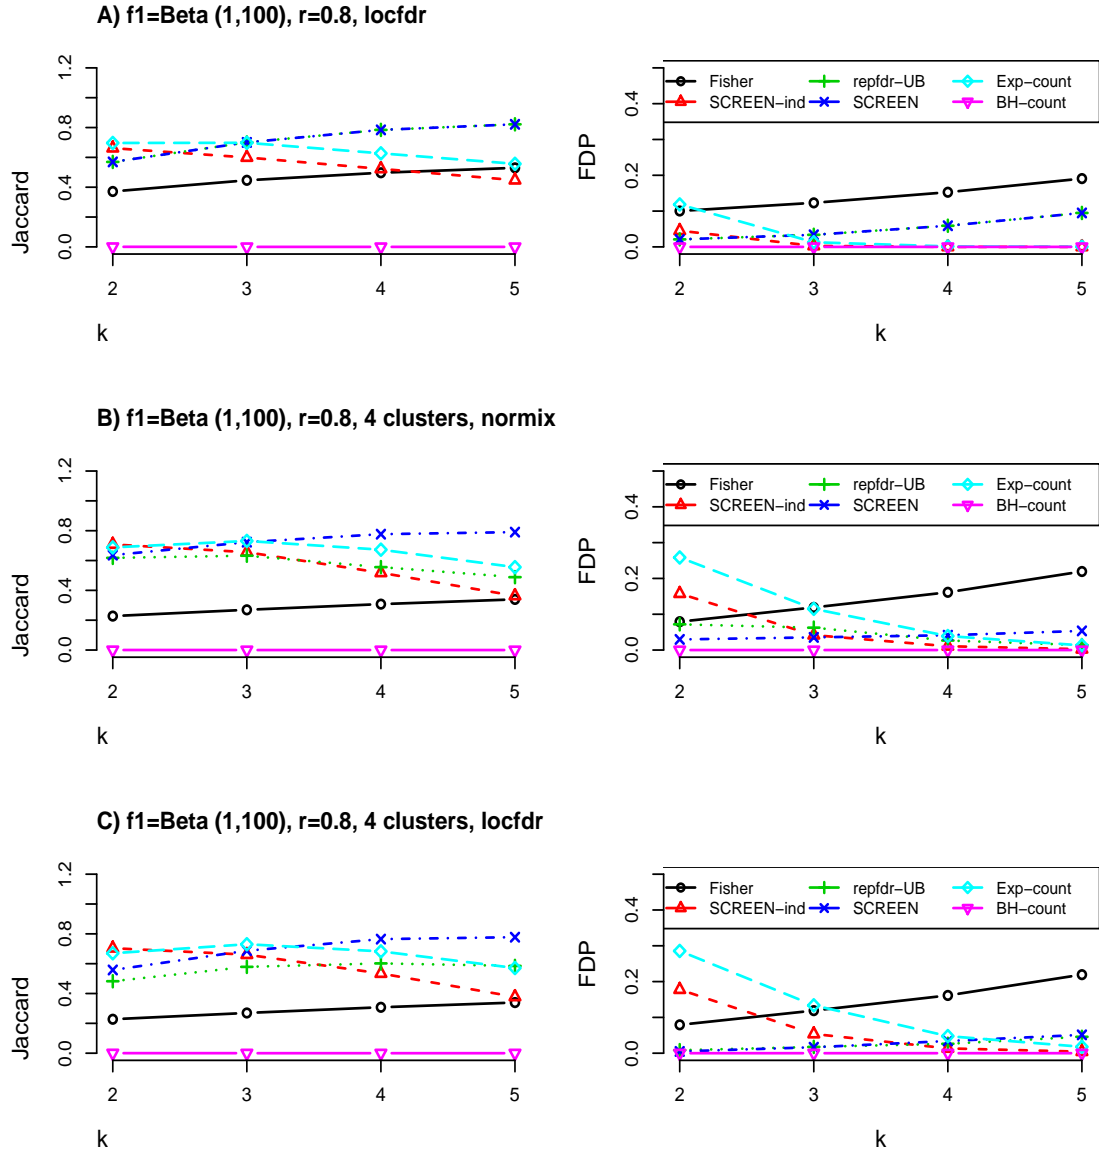 A) f1=Beta (1,100), r=0.8, locfdr
Jaccard
0.0 0.4 0.8 1.2
2 3 4 5
k
FDP
0.0 0.2 0.4
Fisher repfdr−UB Exp−count
SCREEN−ind SCREEN BH−count
2 3 4 5
k
B) f1=Beta (1,100), r=0.8, 4 clusters, normix
Jaccard
0.0 0.4 0.8 1.2
2 3 4 5
k
FDP
0.0 0.2 0.4
Fisher repfdr−UB Exp−count
SCREEN−ind SCREEN BH−count
2 3 4 5
k
C) f1=Beta (1,100), r=0.8, 4 clusters, locfdr
Jaccard
0.0 0.4 0.8 1.2
2 3 4 5
k
FDP
0.0 0.2 0.4
Fisher repfdr−UB Exp−count
SCREEN−ind SCREEN BH−count
2 3 4 5
k